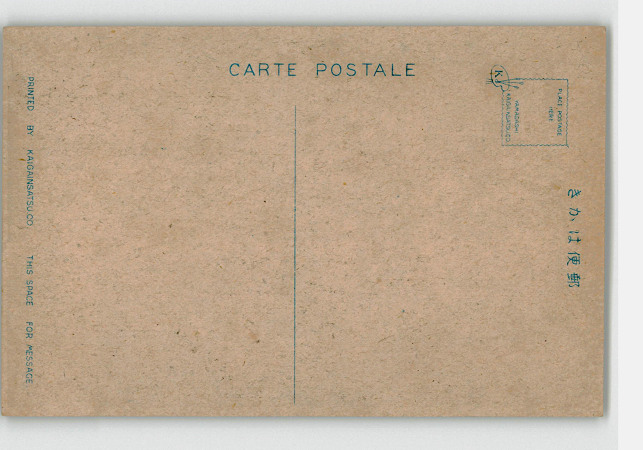 CARTE POSTALE
PRINTED BY KAIGAINSATSU.CO. THIS SPACE FOR MESSAGE
K
PLACE POSTAGE
HERE
きかは便郵